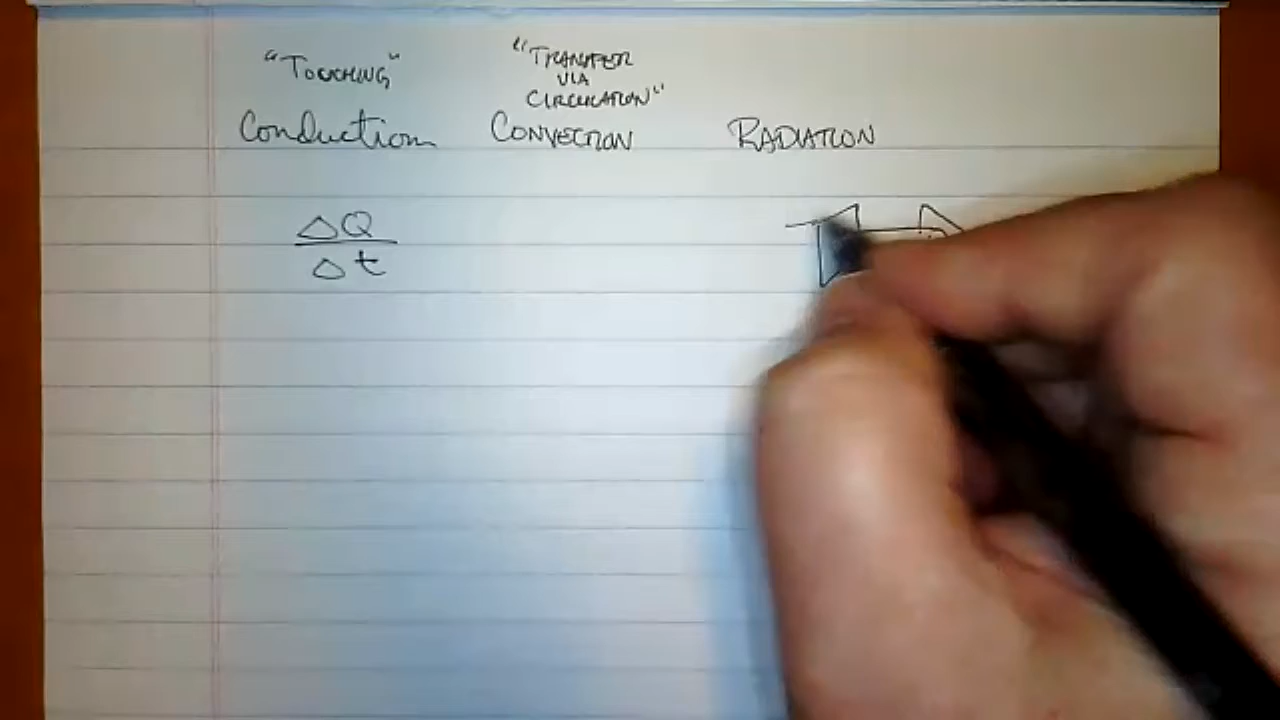 "TOUCHING"
"TRANSFER
VIA
CIRCULATION"
Conduction CONVECTION RADIATION
ΔQ
Δt